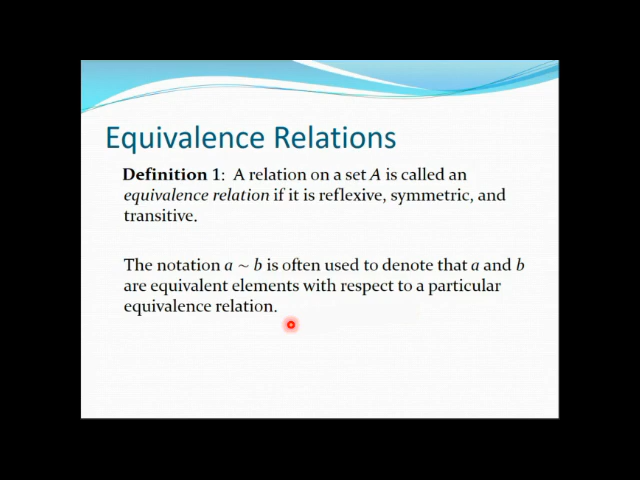 Equivalence Relations
Definition 1:  A relation on a set A is called an
equivalence relation if it is reflexive, symmetric, and
transitive.
The notation a ~ b is often used to denote that a and b
are equivalent elements with respect to a particular
equivalence relation.